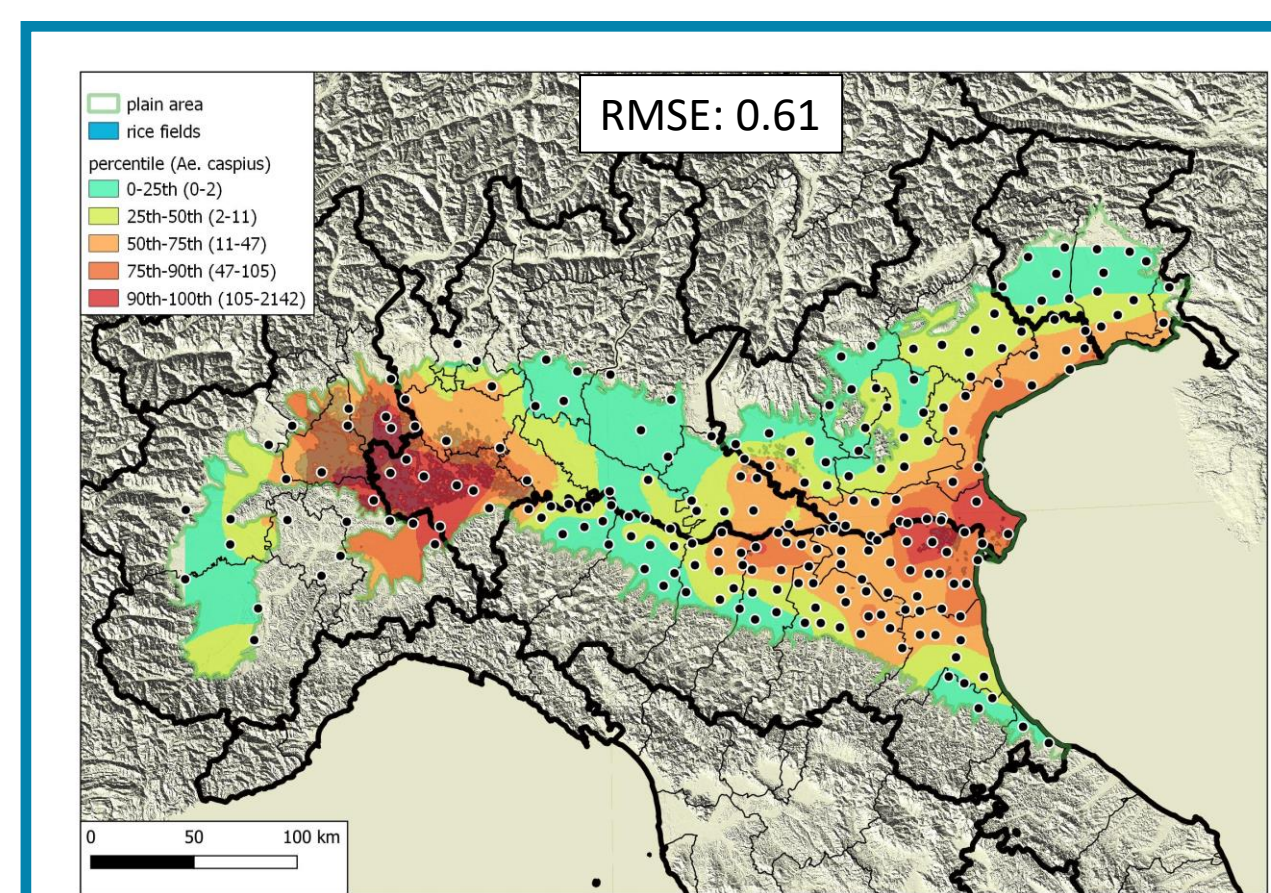 RMSE: 0.61
plain area
rice fields
percentile (Ae. caspius)
0-25th (0-2)
25th-50th (2-11)
50th-75th (11-47)
75th-90th (47-105)
90th-100th (105-2142)
0 50 100 km